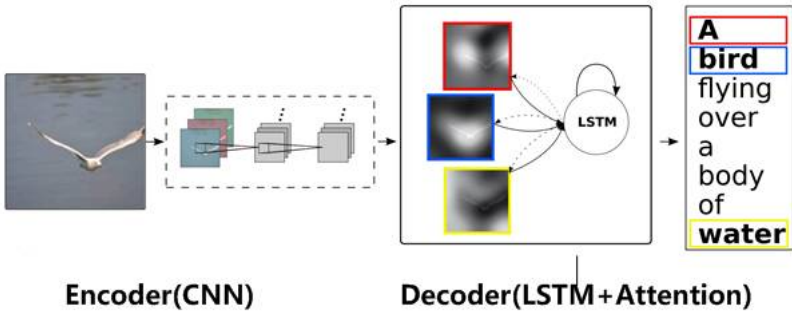 LSTM
A
bird
flying
over
a
body
of
water
Encoder(CNN)
Decoder(LSTM+Attention)